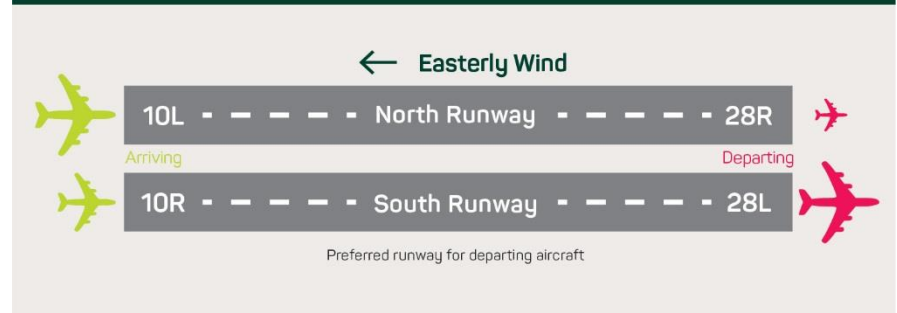 ← Easterly Wind
10L North Runway 28R
Arriving Departing
10R South Runway 28L
Preferred runway for departing aircraft